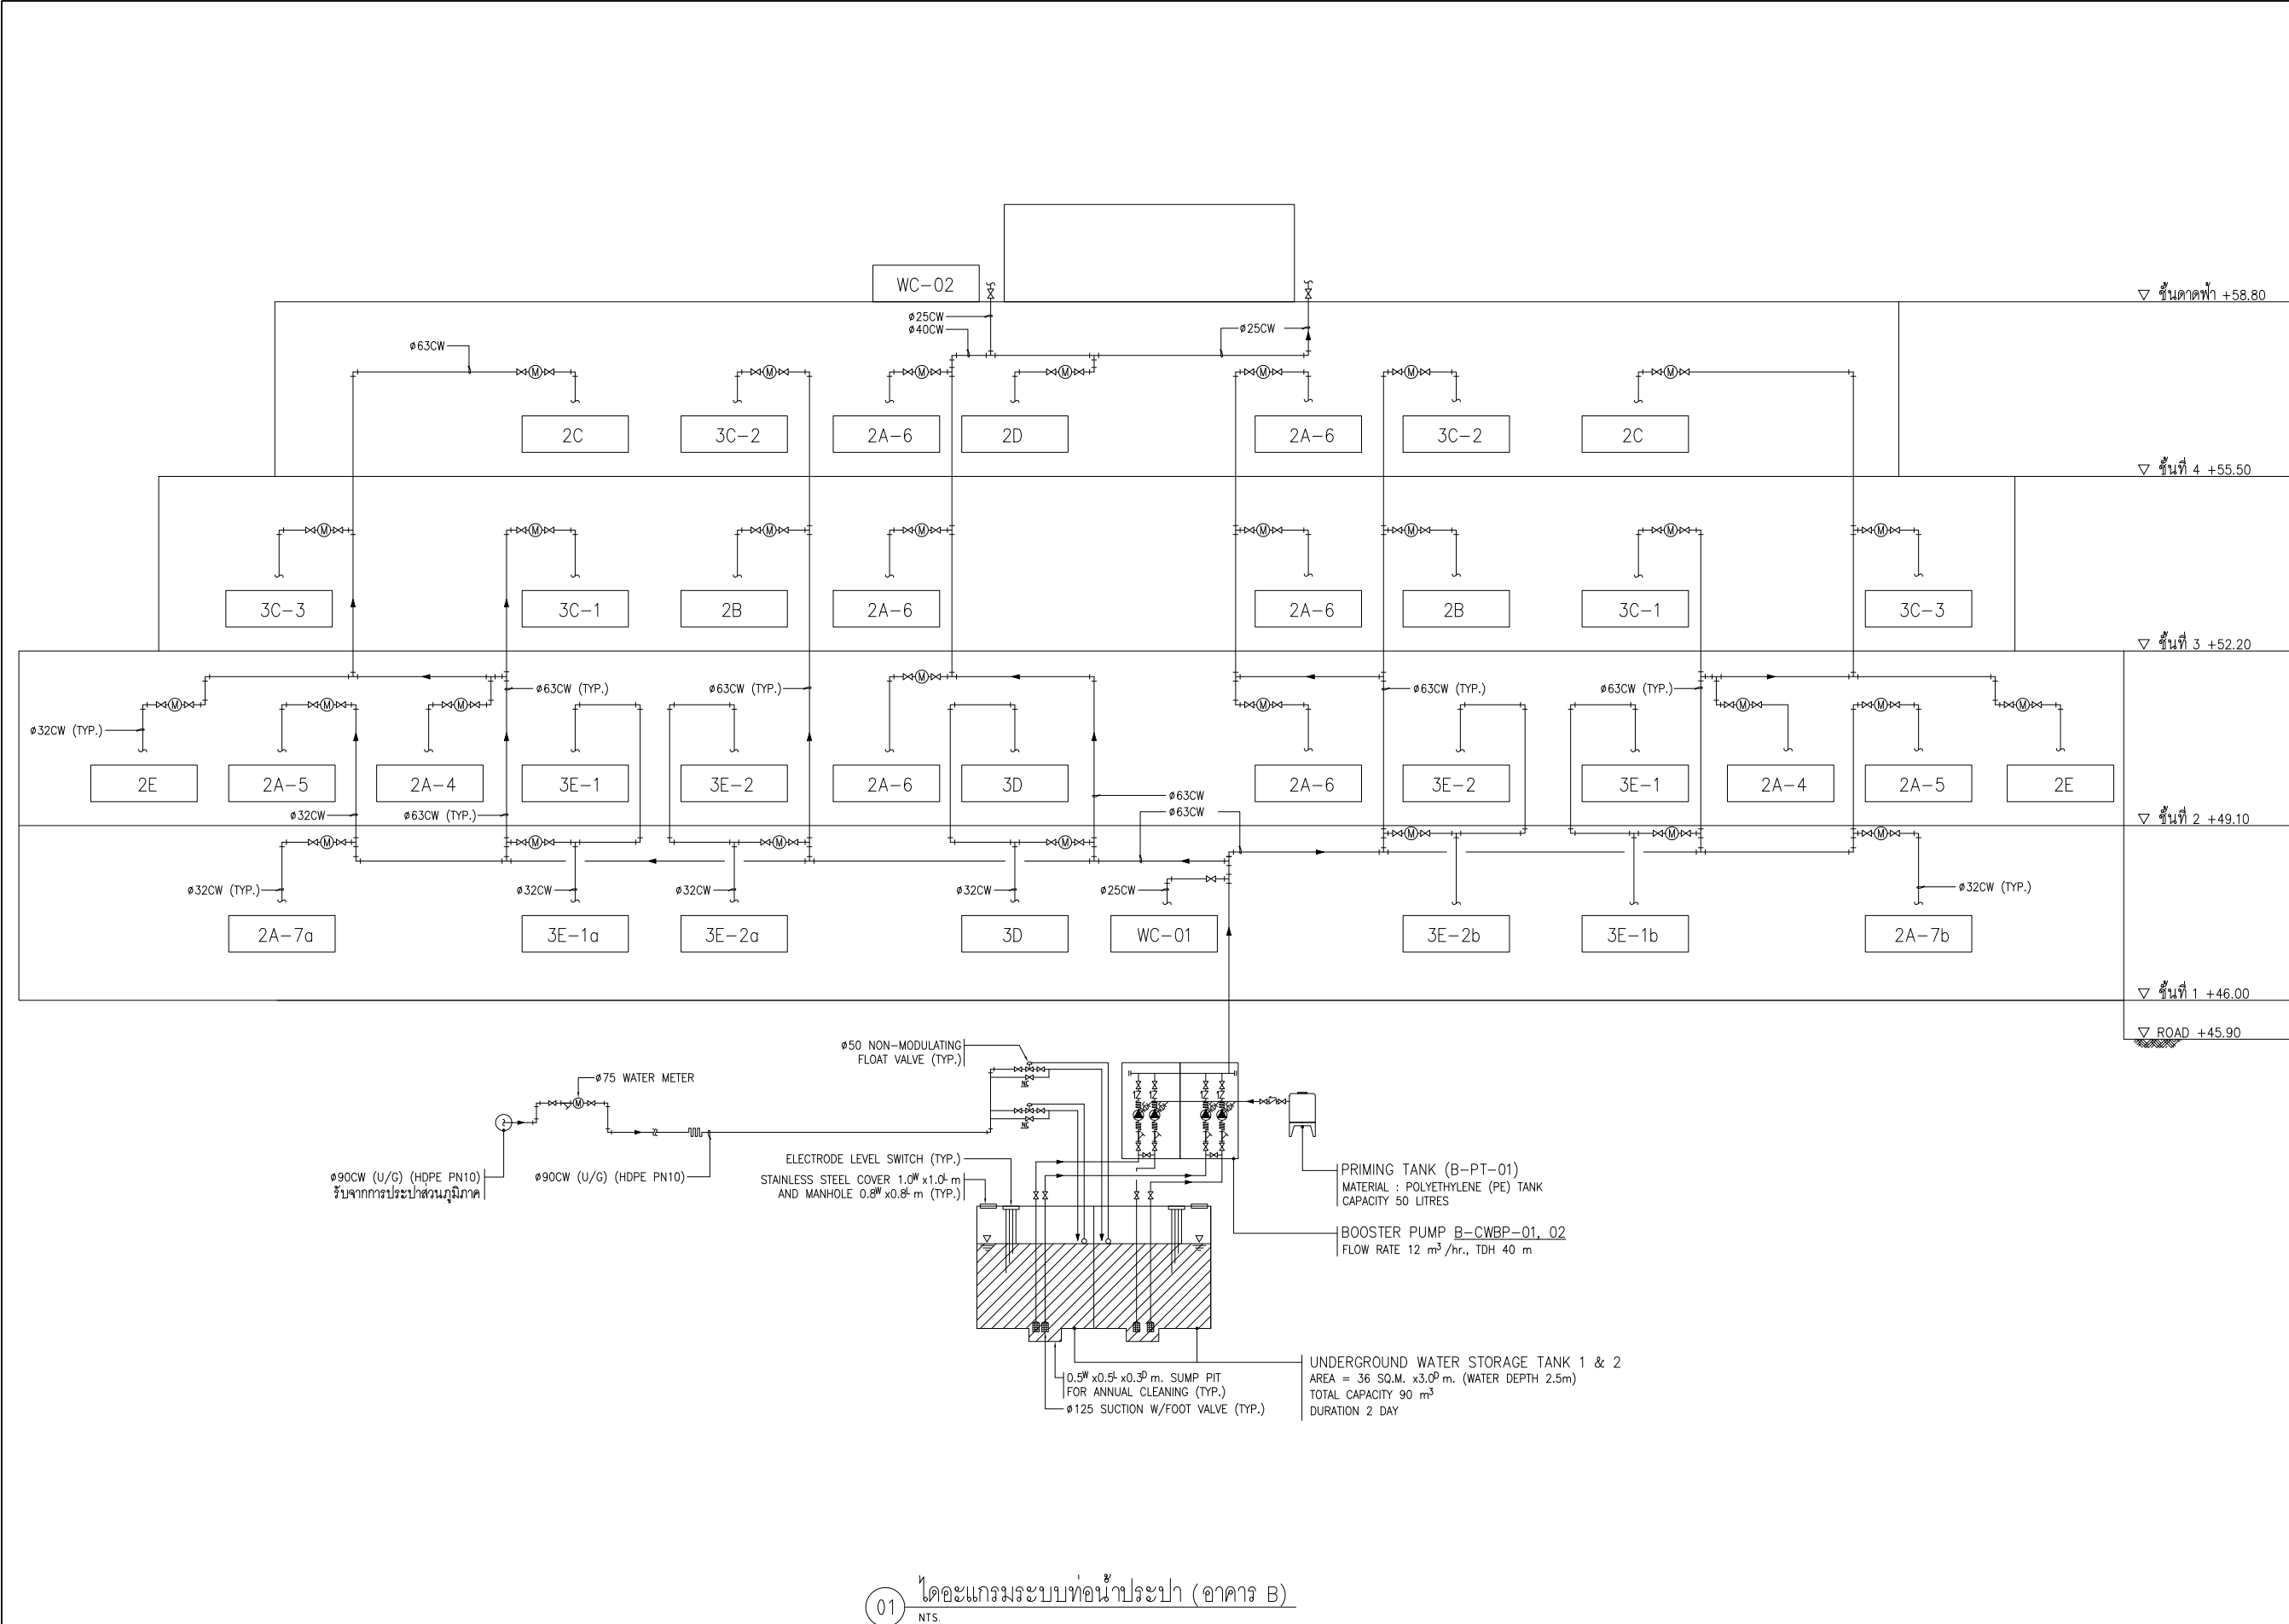 WC-02
▽ ชั้นดาดฟ้า +58.80
ø25CW
ø40CW
ø25CW
ø63CW
M
M
M
M
M
M
M
2C
3C-2
2A-6
2D
2A-6
3C-2
2C
▽ ชั้นที่ 4 +55.50
M
M
M
M
M
M
M
M
3C-3
3C-1
2B
2A-6
2A-6
2B
3C-1
3C-3
▽ ชั้นที่ 3 +52.20
M
ø63CW (TYP.)
ø63CW (TYP.)
ø63CW (TYP.)
ø63CW (TYP.)
M
M
M
M
M
M
M
ø32CW (TYP.)
2E
2A-5
2A-4
3E-1
3E-2
2A-6
3D
2A-6
3E-2
3E-1
2A-4
2A-5
2E
ø63CW
ø32CW
ø63CW (TYP.)
ø63CW
▽ ชั้นที่ 2 +49.10
M
M
M
M
M
M
M
ø32CW (TYP.)
ø32CW
ø32CW
ø32CW
ø25CW
ø32CW (TYP.)
2A-7a
3E-1a
3E-2a
3D
WC-01
3E-2b
3E-1b
2A-7b
▽ ชั้นที่ 1 +46.00
▽ ROAD +45.90
ø50 NON-MODULATING
FLOAT VALVE (TYP.)
ø75 WATER METER
M
NC
NC
ELECTRODE LEVEL SWITCH (TYP.)
STAINLESS STEEL COVER 1.0ᵂ x1.0ᴸ m
AND MANHOLE 0.8ᵂ x0.8ᴸ m (TYP.)
ø90CW (U/G) (HDPE PN10)
รับจากการประปาส่วนภูมิภาค
ø90CW (U/G) (HDPE PN10)
PRIMING TANK (B-PT-01)
MATERIAL : POLYETHYLENE (PE) TANK
CAPACITY 50 LITRES
BOOSTER PUMP B-CWBP-01, 02
FLOW RATE 12 m³/hr., TDH 40 m
0.5ᵂ x0.5ᴸ x0.3ᴰ m. SUMP PIT
FOR ANNUAL CLEANING (TYP.)
ø125 SUCTION W/FOOT VALVE (TYP.)
UNDERGROUND WATER STORAGE TANK 1 & 2
AREA = 36 SQ.M. x3.0ᴰ m. (WATER DEPTH 2.5m)
TOTAL CAPACITY 90 m³
DURATION 2 DAY
01 ไดอะแกรมระบบท่อน้ำประปา (อาคาร B)
NTS.